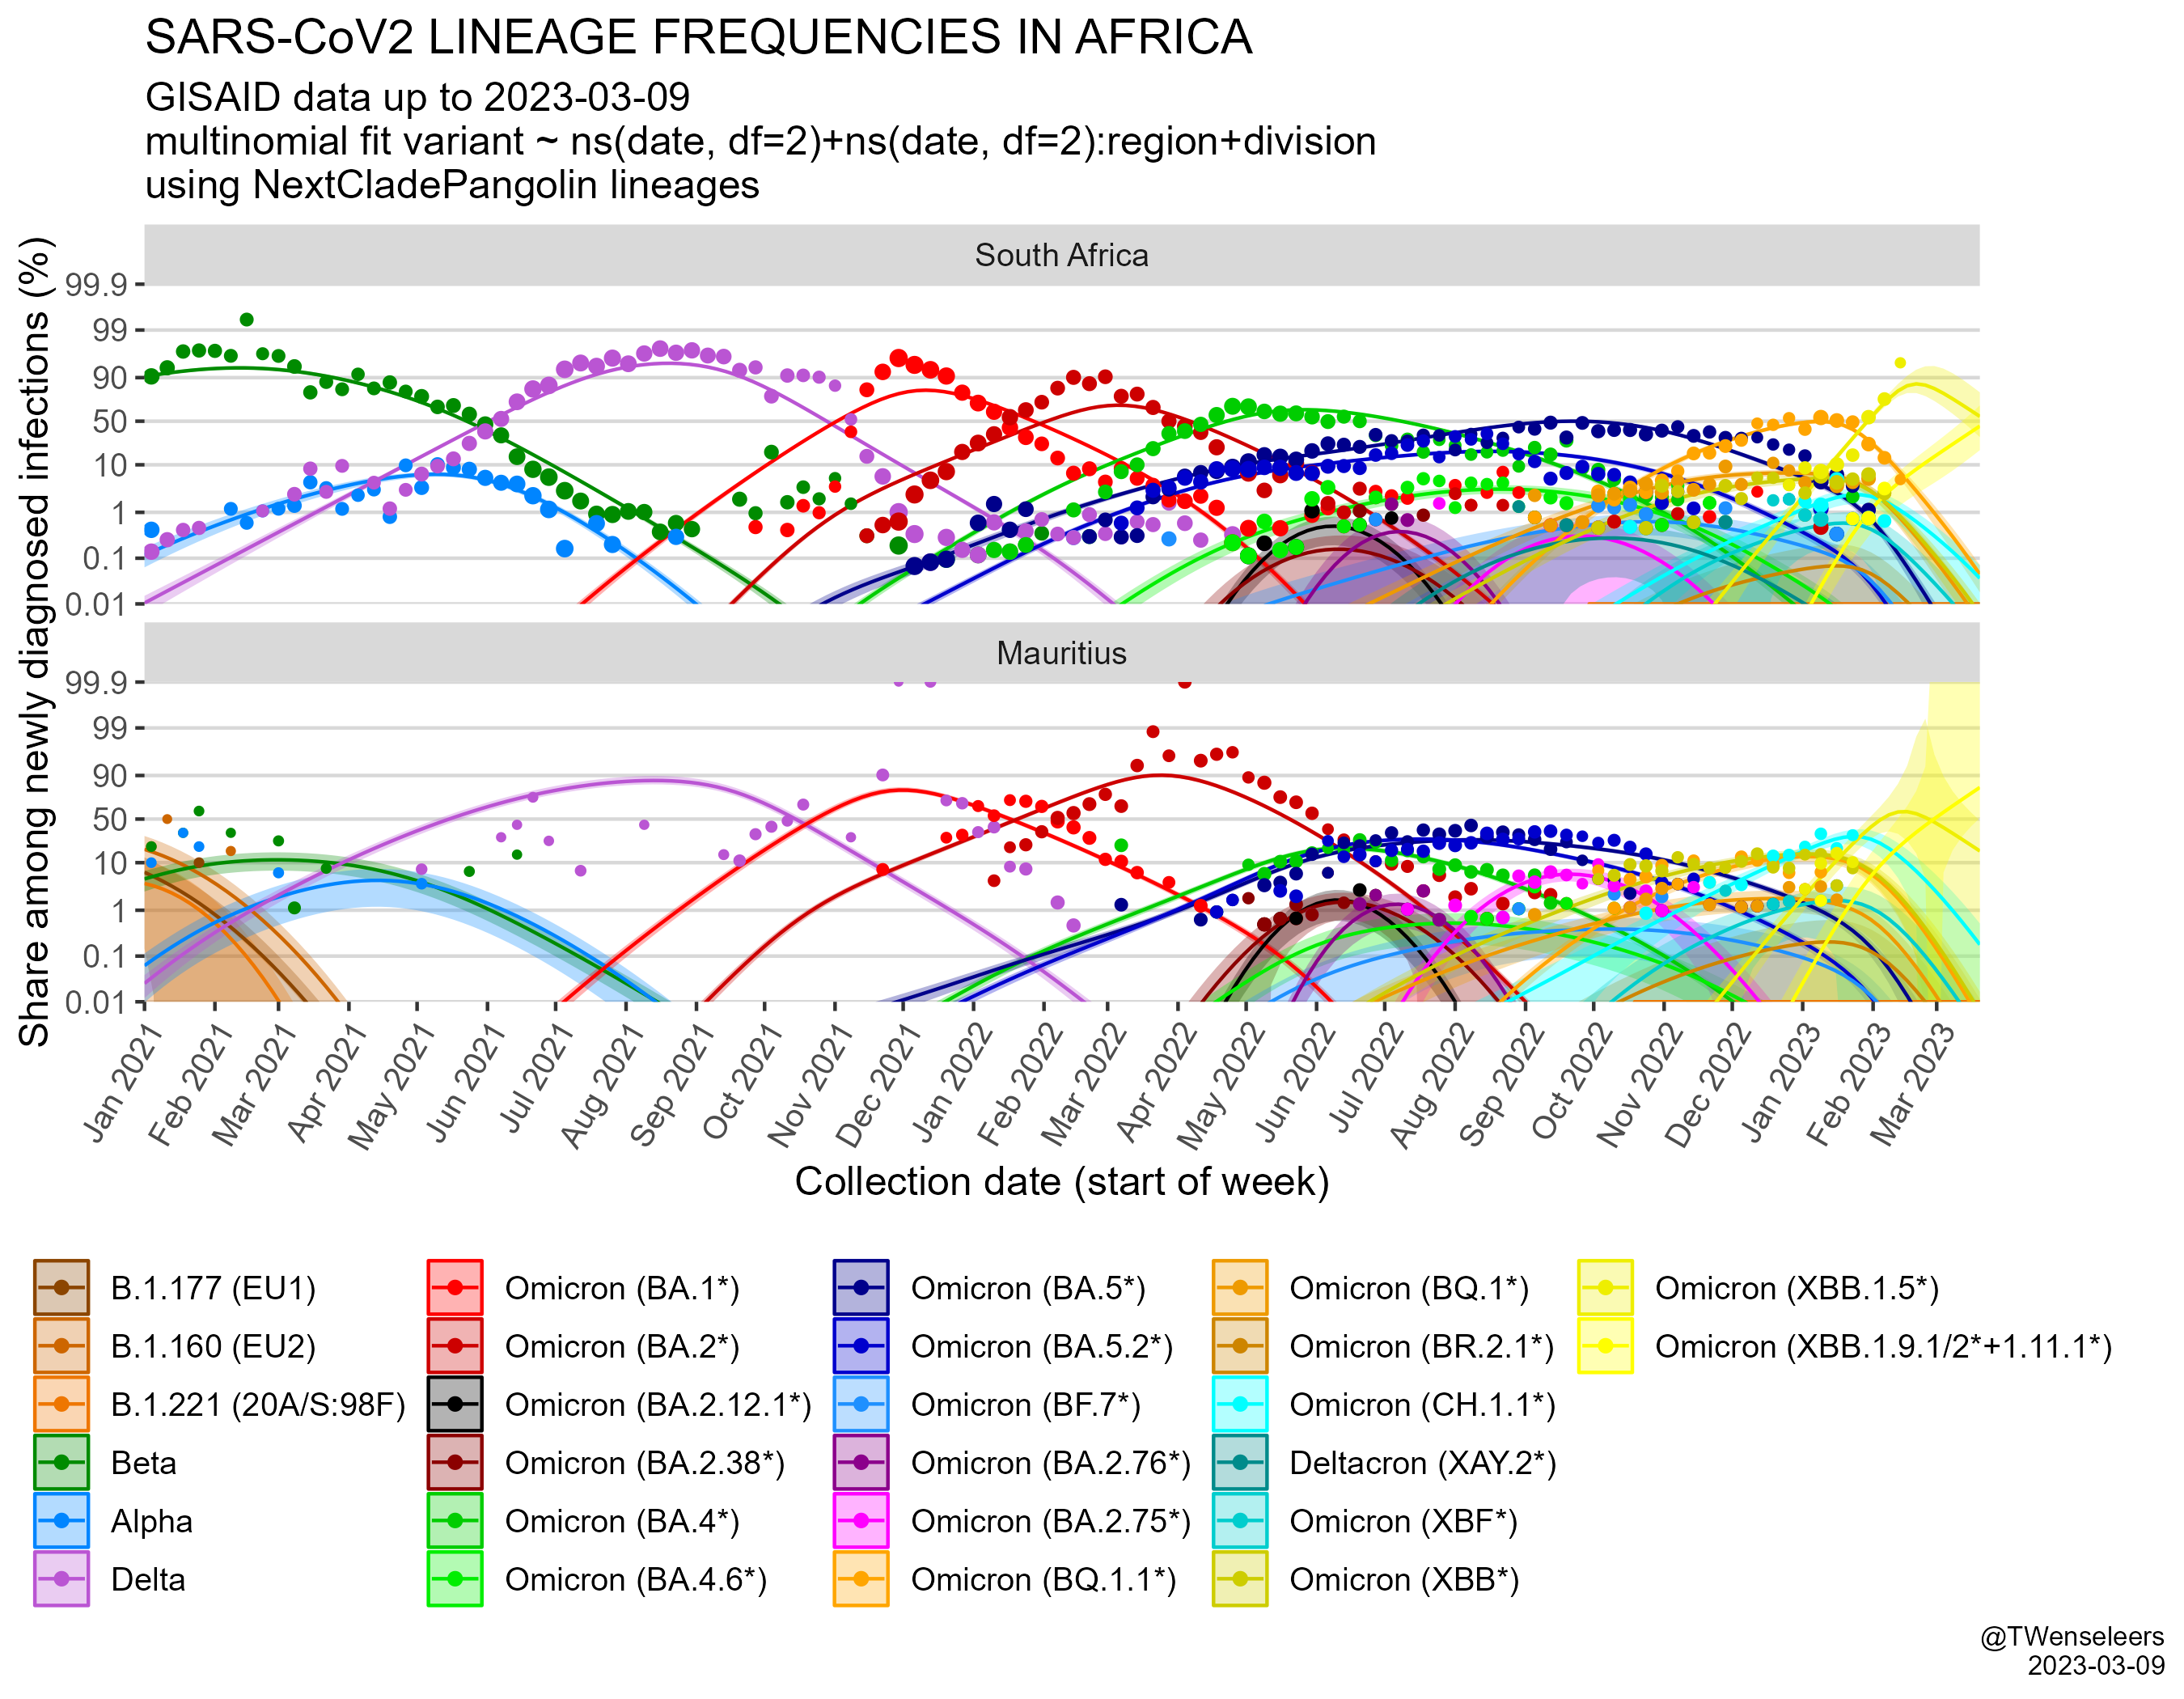 SARS-CoV2 LINEAGE FREQUENCIES IN AFRICA
GISAID data up to 2023-03-09
multinomial fit variant ~ ns(date, df=2)+ns(date, df=2):region+division
using NextCladePangolin lineages
Share among newly diagnosed infections (%)
South Africa
99.9
99
90
50
10
1
0.1
0.01
Mauritius
99.9
99
90
50
10
1
0.1
0.01
Jan 2021
Feb 2021
Mar 2021
Apr 2021
May 2021
Jun 2021
Jul 2021
Aug 2021
Sep 2021
Oct 2021
Nov 2021
Dec 2021
Jan 2022
Feb 2022
Mar 2022
Apr 2022
May 2022
Jun 2022
Jul 2022
Aug 2022
Sep 2022
Oct 2022
Nov 2022
Dec 2022
Jan 2023
Feb 2023
Mar 2023
Collection date (start of week)
B.1.177 (EU1)
B.1.160 (EU2)
B.1.221 (20A/S:98F)
Beta
Alpha
Delta
Omicron (BA.1*)
Omicron (BA.2*)
Omicron (BA.2.12.1*)
Omicron (BA.2.38*)
Omicron (BA.4*)
Omicron (BA.4.6*)
Omicron (BA.5*)
Omicron (BA.5.2*)
Omicron (BF.7*)
Omicron (BA.2.76*)
Omicron (BA.2.75*)
Omicron (BQ.1.1*)
Omicron (BQ.1*)
Omicron (BR.2.1*)
Omicron (CH.1.1*)
Deltacron (XAY.2*)
Omicron (XBF*)
Omicron (XBB*)
Omicron (XBB.1.5*)
Omicron (XBB.1.9.1/2*+1.11.1*)
@TWenseleers
2023-03-09